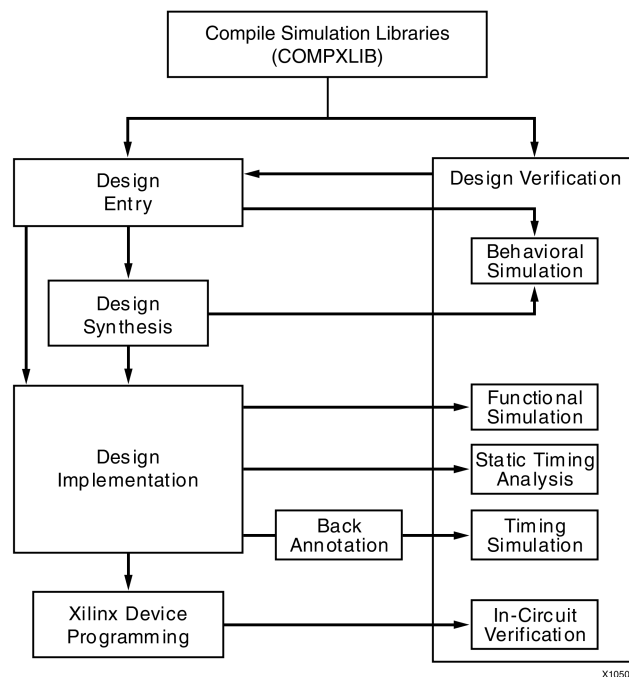 Compile Simulation Libraries
(COMPXLIB)
Design
Entry
Design Verification
Behavioral
Simulation
Design
Synthesis
Functional
Simulation
Design
Implementation
Static Timing
Analysis
Back
Annotation
Timing
Simulation
Xilinx Device
Programming
In-Circuit
Verification
X1050